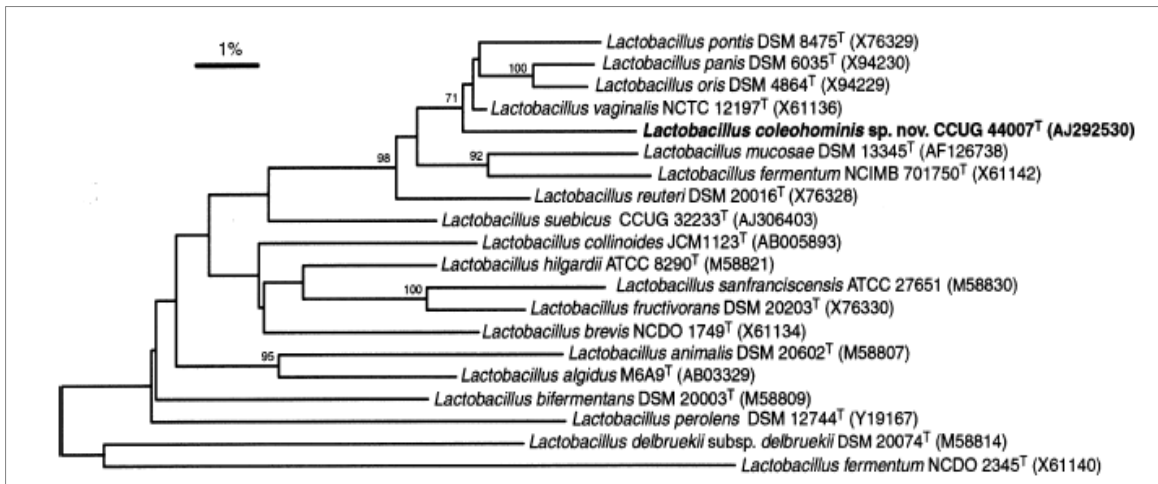 1%
Lactobacillus pontis DSM 8475T (X76329)
100
Lactobacillus panis DSM 6035T (X94230)
Lactobacillus oris DSM 4864T (X94229)
71
Lactobacillus vaginalis NCTC 12197T (X61136)
Lactobacillus coleohominis sp. nov. CCUG 44007T (AJ292530)
92
Lactobacillus mucosae DSM 13345T (AF126738)
98
Lactobacillus fermentum NCIMB 701750T (X61142)
Lactobacillus reuteri DSM 20016T (X76328)
Lactobacillus suebicus CCUG 32233T (AJ306403)
Lactobacillus collinoides JCM1123T (AB005893)
Lactobacillus hilgardii ATCC 8290T (M58821)
100
Lactobacillus sanfranciscensis ATCC 27651 (M58830)
Lactobacillus fructivorans DSM 20203T (X76330)
Lactobacillus brevis NCDO 1749T (X61134)
95
Lactobacillus animalis DSM 20602T (M58807)
Lactobacillus algidus M6A9T (AB03329)
Lactobacillus bifermentans DSM 20003T (M58809)
Lactobacillus perolens DSM 12744T (Y19167)
Lactobacillus delbruekii subsp. delbruekii DSM 20074T (M58814)
Lactobacillus fermentum NCDO 2345T (X61140)